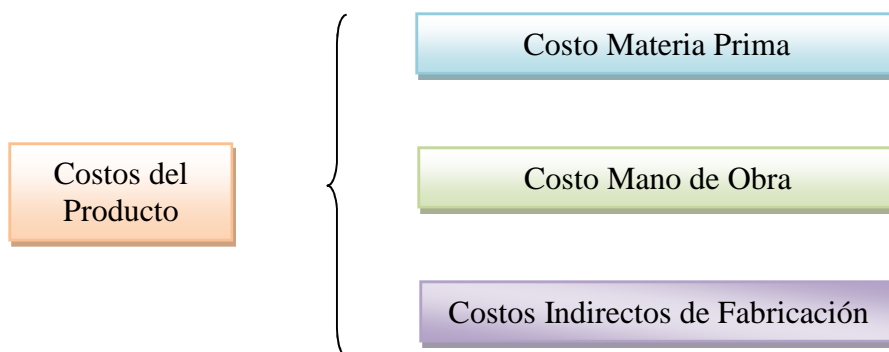 Costos del
Producto
Costo Materia Prima
Costo Mano de Obra
Costos Indirectos de Fabricación